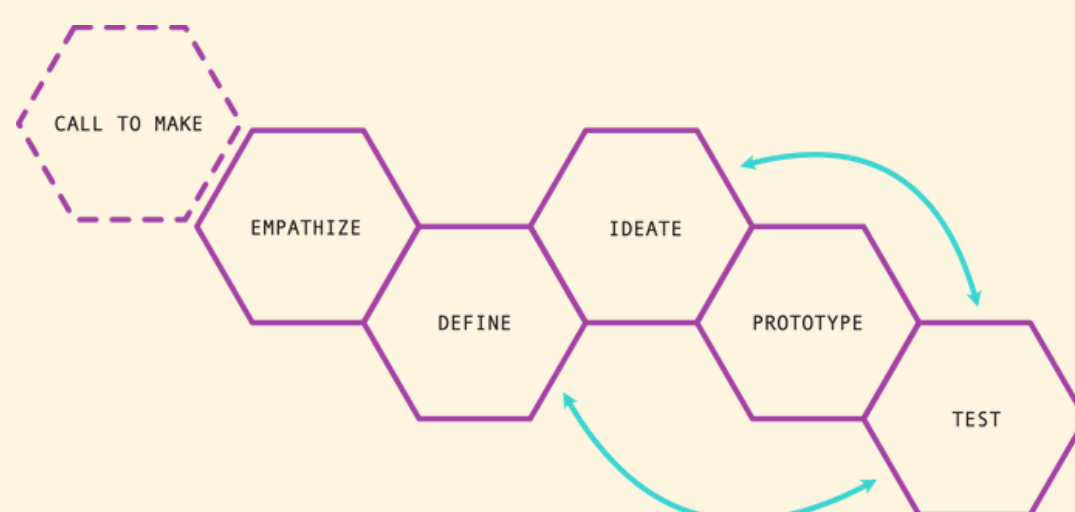 CALL TO MAKE
EMPATHIZE
DEFINE
IDEATE
PROTOTYPE
TEST